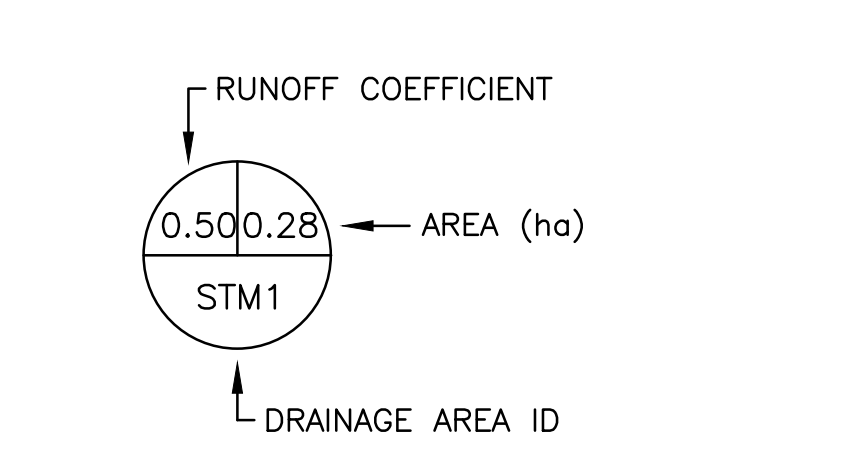 RUNOFF COEFFICIENT
0.50 0.28
AREA (ha)
STM1
DRAINAGE AREA ID